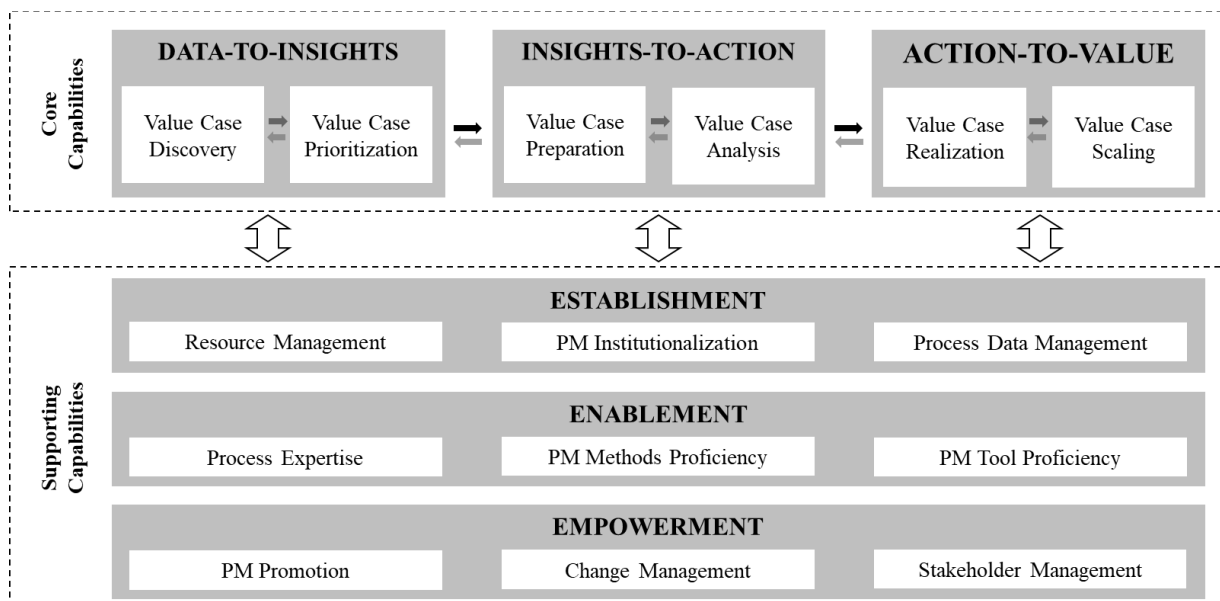 Core
Capabilities
DATA-TO-INSIGHTS
Value Case
Discovery
Value Case
Prioritization
INSIGHTS-TO-ACTION
Value Case
Preparation
Value Case
Analysis
ACTION-TO-VALUE
Value Case
Realization
Value Case
Scaling
Supporting
Capabilities
ESTABLISHMENT
Resource Management
PM Institutionalization
Process Data Management
ENABLEMENT
Process Expertise
PM Methods Proficiency
PM Tool Proficiency
EMPOWERMENT
PM Promotion
Change Management
Stakeholder Management